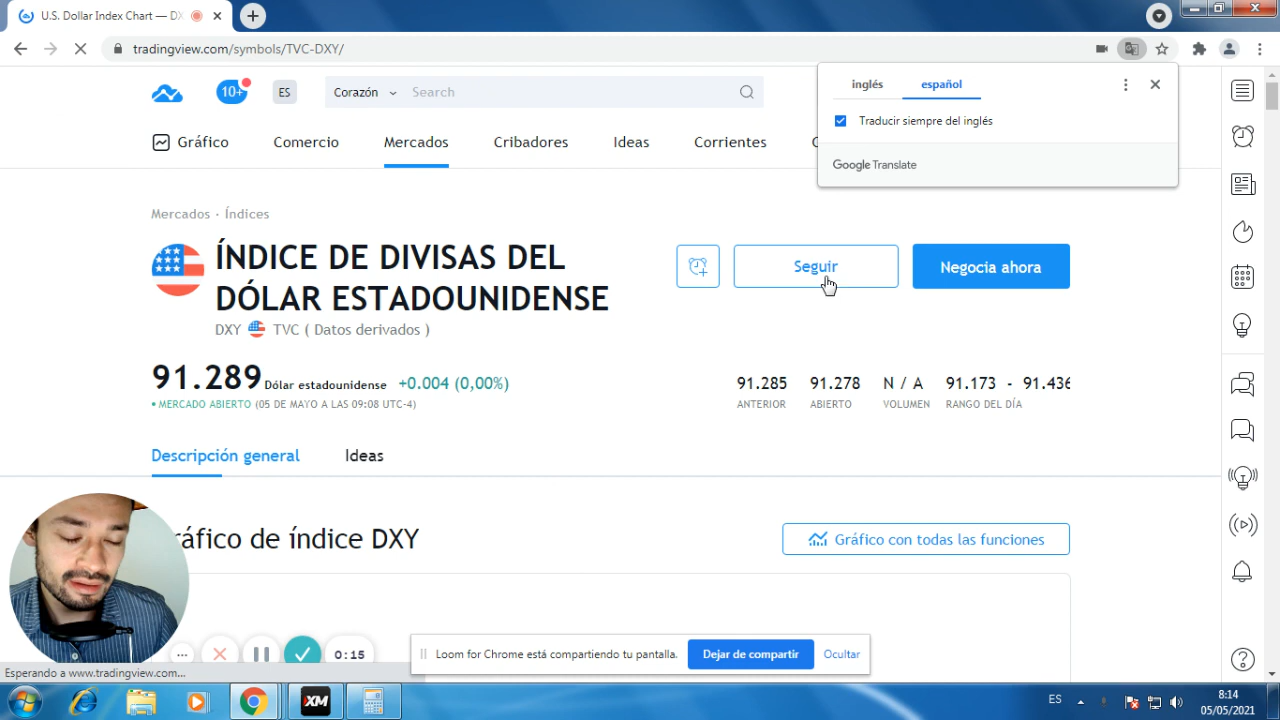 U.S. Dollar Index Chart — DX
tradingview.com/symbols/TVC-DXY/
10+
ES
Corazón
Search
inglés
español
Traducir siempre del inglés
Google Translate
Gráfico
Comercio
Mercados
Cribadores
Ideas
Corrientes
Mercados · Índices
ÍNDICE DE DIVISAS DEL
DÓLAR ESTADOUNIDENSE
Seguir
Negocia ahora
DXY TVC ( Datos derivados )
91.289 Dólar estadounidense +0.004 (0,00%)
• MERCADO ABIERTO (05 DE MAYO A LAS 09:08 UTC-4)
91.285 91.278 N / A 91.173 - 91.436
ANTERIOR ABIERTO VOLUMEN RANGO DEL DÍA
Descripción general
Ideas
ráfico de índice DXY
Gráfico con todas las funciones
0:15
Loom for Chrome está compartiendo tu pantalla.
Dejar de compartir
Ocultar
Esperando a www.tradingview.com...
XM
ES
8:14
05/05/2021